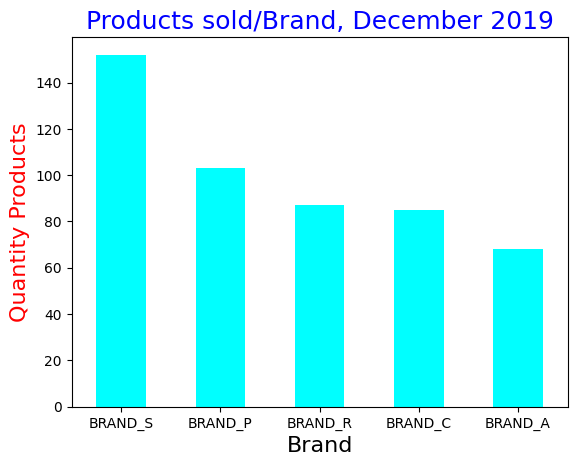 Products sold/Brand, December 2019
Quantity Products
140
120
100
80
60
40
20
0
BRAND_S BRAND_P BRAND_R BRAND_C BRAND_A
Brand